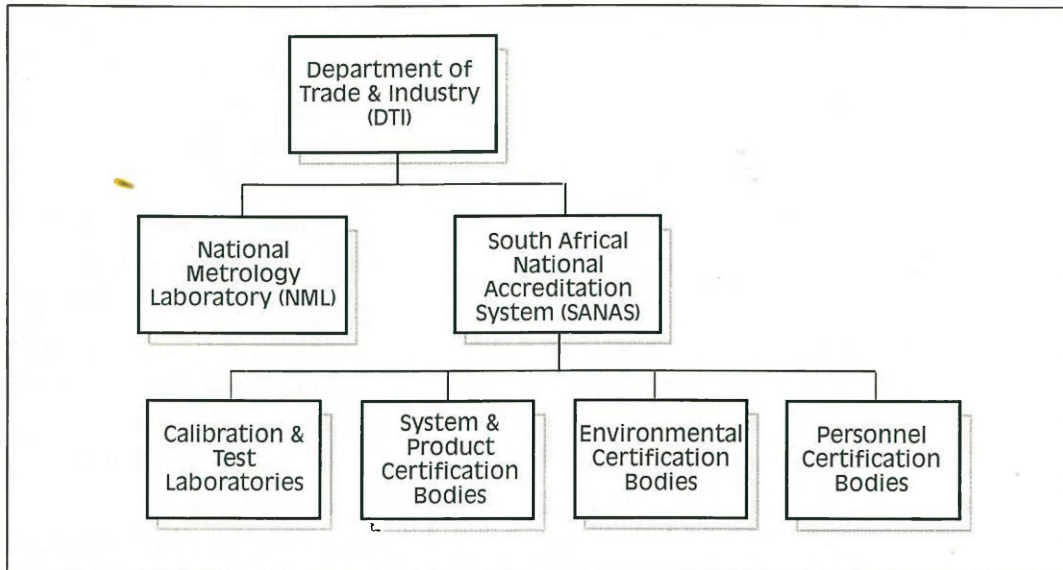 Department of
Trade & Industry
(DTI)
National
Metrology
Laboratory (NML)
South Africal
National
Accreditation
System (SANAS)
Calibration &
Test
Laboratories
System &
Product
Certification
Bodies
Environmental
Certification
Bodies
Personnel
Certification
Bodies